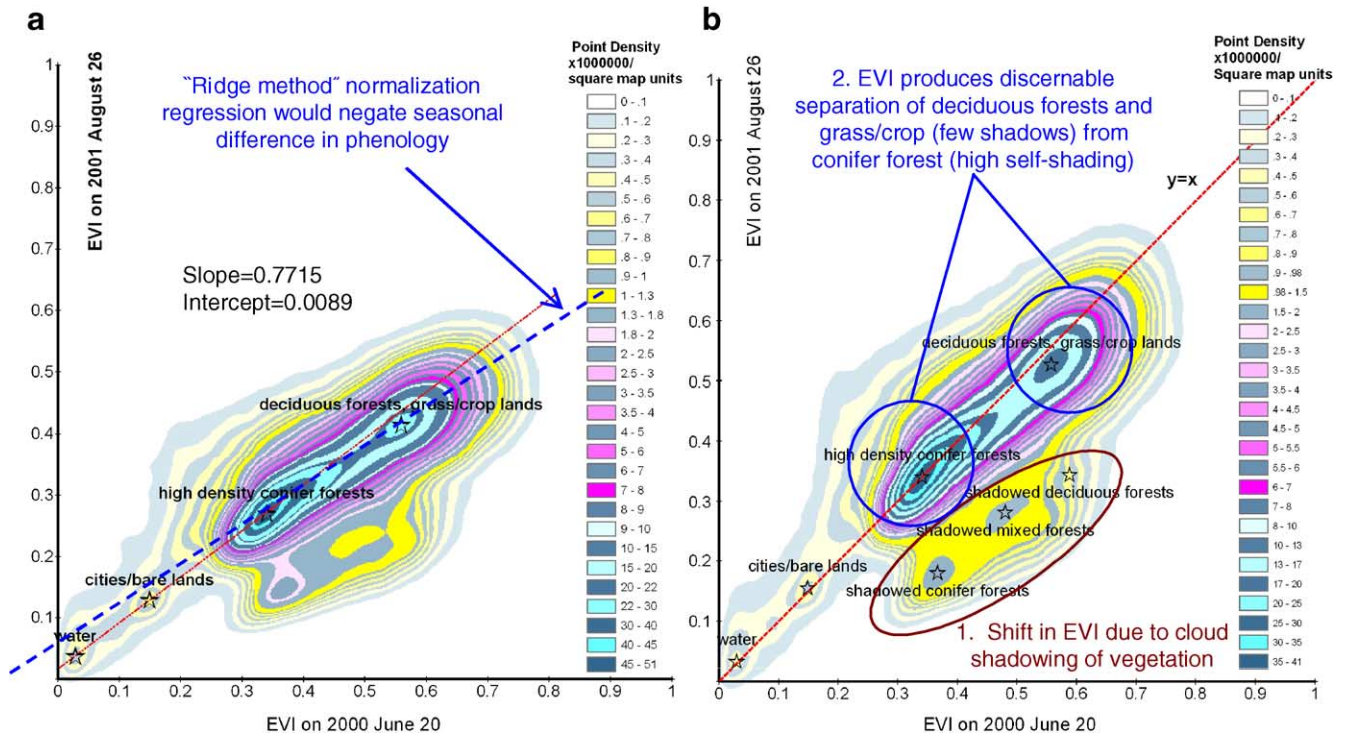 a
"Ridge method" normalization
regression would negate seasonal
difference in phenology
Slope=0.7715
Intercept=0.0089
EVI on 2001 August 26
1
0.9
0.8
0.7
0.6
0.5
0.4
0.3
0.2
0.1
deciduous forests, grass/crop lands
high density conifer forests
cities/bare lands
water
0
0.1
0.2
0.3
0.4
0.5
0.6
0.7
0.8
0.9
1
EVI on 2000 June 20
Point Density
x1000000/
square map units
0 - .1
.1 - .2
.2 - .3
.3 - .4
.4 - .5
.5 - .6
.6 - .7
.7 - .8
.8 - .9
.9 - 1
1 - 1.3
1.3 - 1.8
1.8 - 2
2 - 2.5
2.5 - 3
3 - 3.5
3.5 - 4
4 - 5
5 - 6
6 - 7
7 - 8
8 - 9
9 - 10
10 - 15
15 - 20
20 - 22
22 - 30
30 - 40
40 - 45
45 - 51
b
2. EVI produces discernable
separation of deciduous forests and
grass/crop (few shadows) from
conifer forest (high self-shading)
y=x
EVI on 2001 August 26
1
0.9
0.8
0.7
0.6
0.5
0.4
0.3
0.2
0.1
deciduous forests, grass/crop lands
high density conifer forests
shadowed deciduous forests
shadowed mixed forests
cities/bare lands
shadowed conifer forests
water
1. Shift in EVI due to cloud
shadowing of vegetation
0
0.1
0.2
0.3
0.4
0.5
0.6
0.7
0.8
0.9
1
EVI on 2000 June 20
Point Density
x1000000/
Square map units
0 - .1
.1 - .2
.2 - .3
.3 - .4
.4 - .5
.5 - .6
.6 - .7
.7 - .8
.8 - .9
.9 - .98
.98 - 1.5
1.5 - 2
2 - 2.5
2.5 - 3
3 - 3.5
3.5 - 4
4 - 4.5
4.5 - 5
5 - 5.5
5.5 - 6
6 - 7
7 - 8
8 - 10
10 - 13
13 - 17
17 - 20
20 - 25
25 - 30
30 - 35
35 - 41